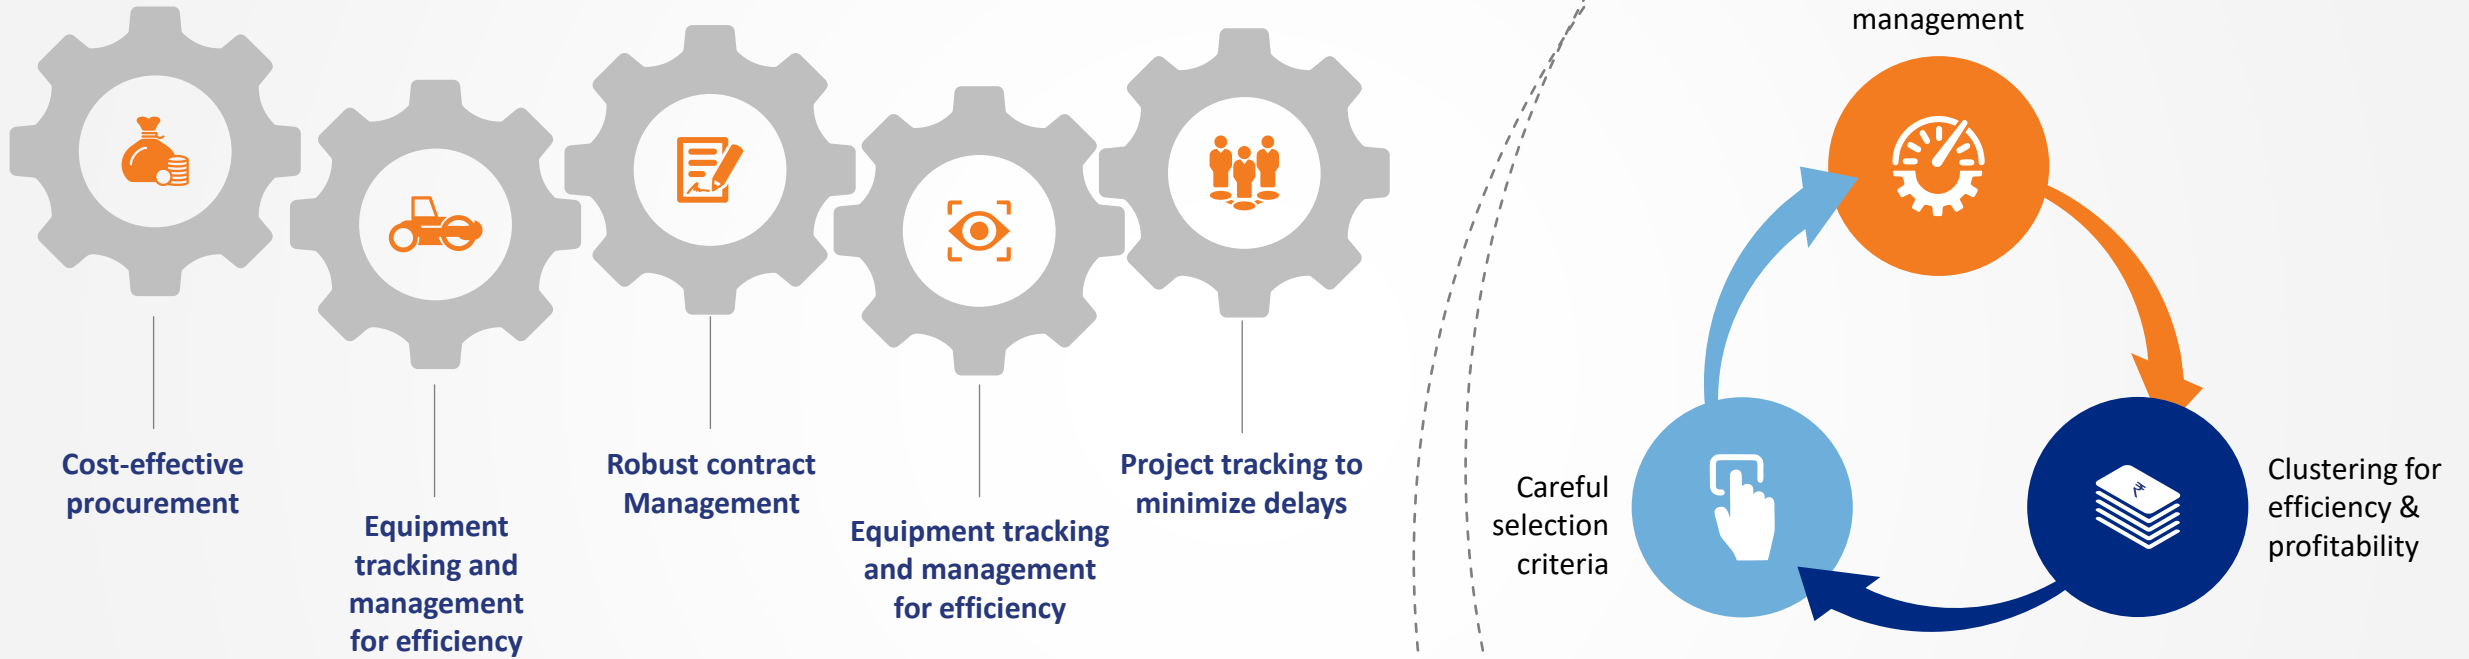 Cost-effective
procurement
Equipment
tracking and
management
for efficiency
Robust contract
Management
Equipment tracking
and management
for efficiency
Project tracking to
minimize delays
management
Careful
selection
criteria
₹
Clustering for
efficiency &
profitability